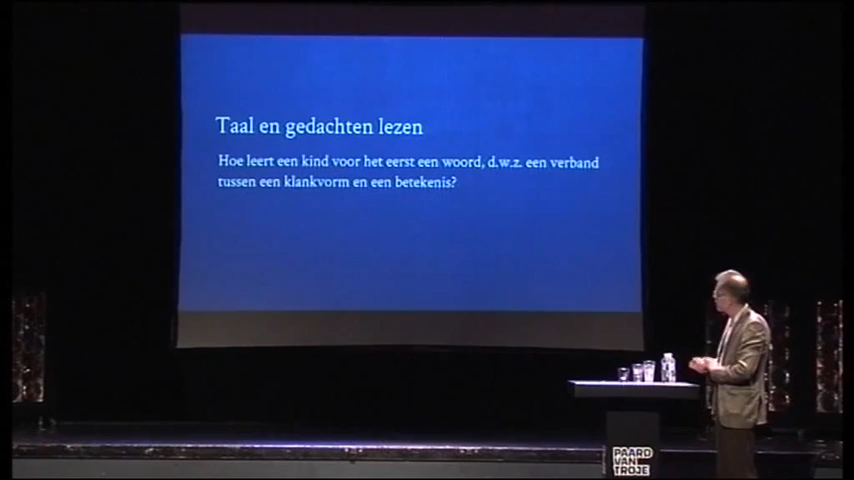 Taal en gedachten lezen
Hoe leert een kind voor het eerst een woord, d.w.z. een verband
tussen een klankvorm en een betekenis?
PAARD
VAN
TROJE